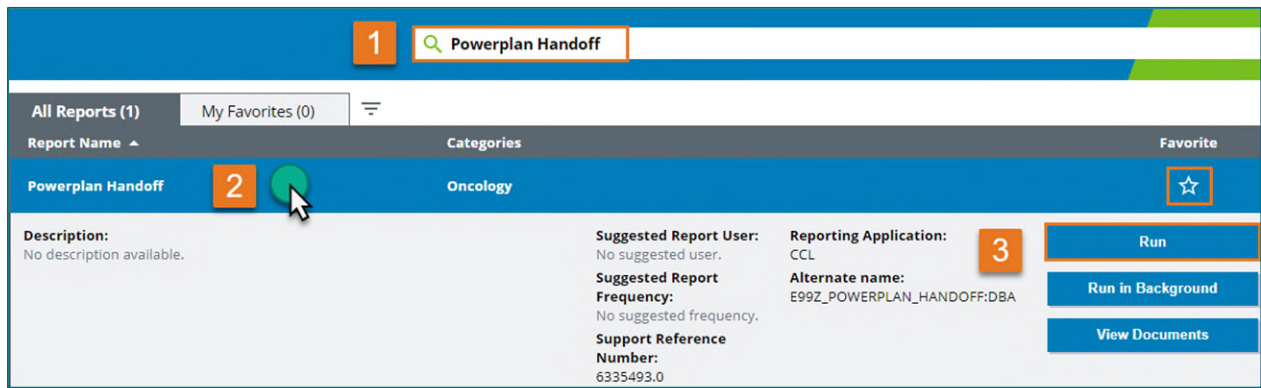 1
Powerplan Handoff
All Reports (1)
My Favorites (0)
Report Name
Categories
Favorite
Powerplan Handoff
2
Oncology
Description:
No description available.
Suggested Report User:
No suggested user.
Suggested Report
Frequency:
No suggested frequency.
Support Reference
Number:
6335493.0
Reporting Application:
CCL
Alternate name:
E99Z_POWERPLAN_HANDOFF:DBA
3
Run
Run in Background
View Documents